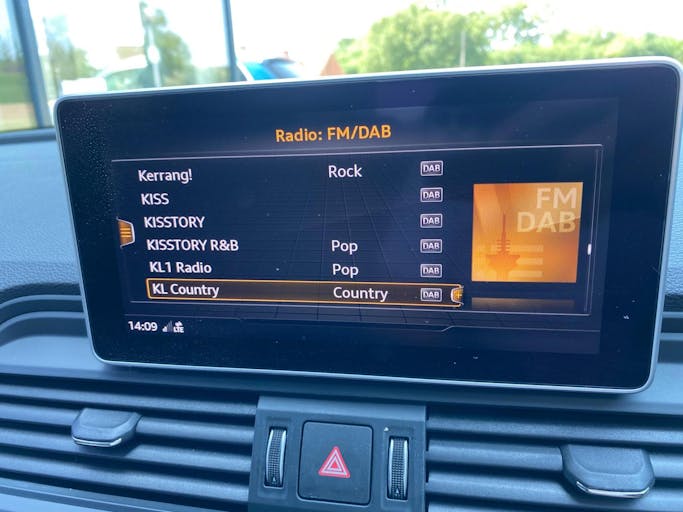 Radio: FM/DAB
Kerrang! Rock DAB
KISS DAB
KISSTORY DAB
KISSTORY R&B Pop DAB
KL1 Radio Pop DAB
KL Country Country DAB
FM
DAB
14:09 LTE